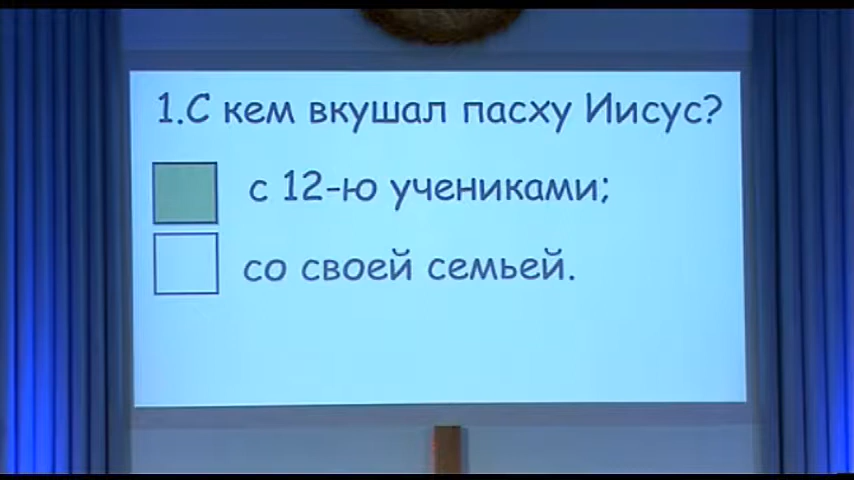 1.С кем вкушал пасху Иисус?
с 12-ю учениками;
со своей семьей.